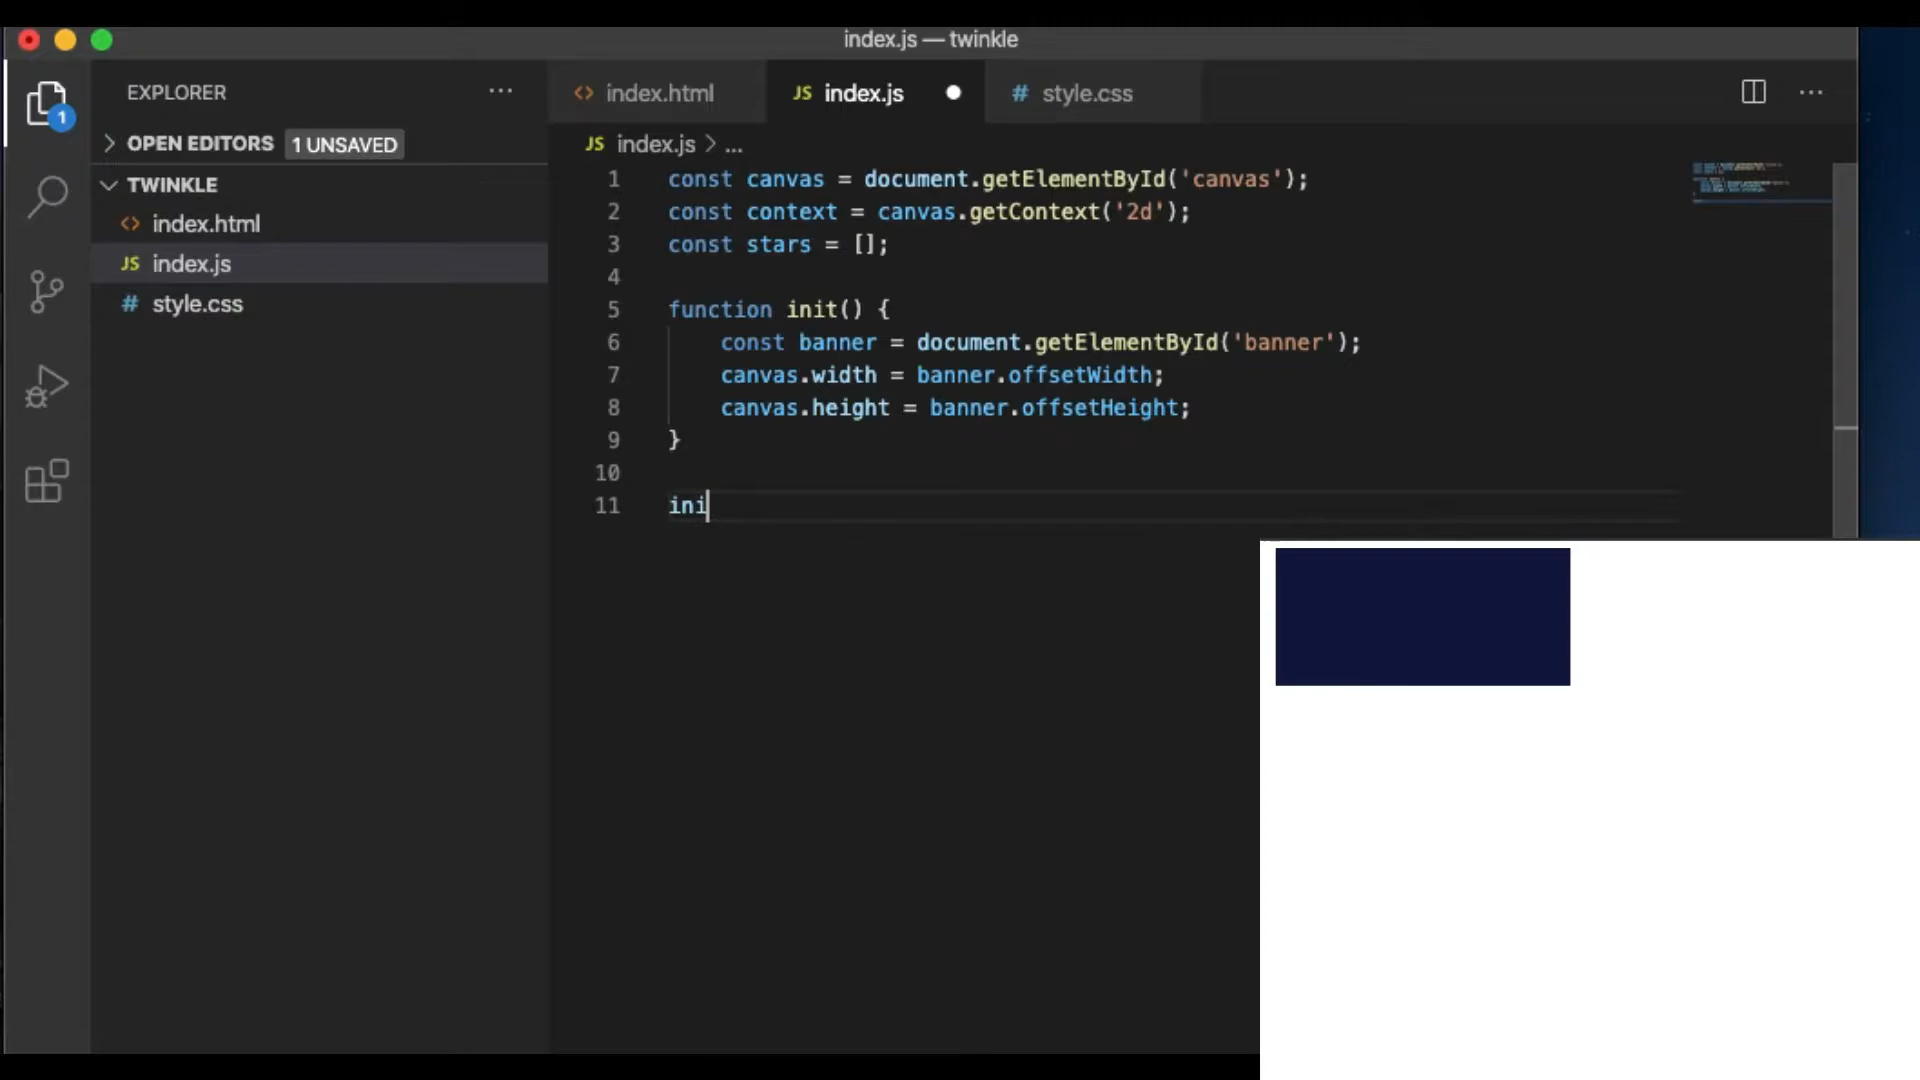 index.js — twinkle
EXPLORER
...
index.html
JS index.js
# style.css
...
1
OPEN EDITORS 1 UNSAVED
JS index.js > ...
TWINKLE
index.html
JS index.js
# style.css
1 const canvas = document.getElementById('canvas');
2 const context = canvas.getContext('2d');
3 const stars = [];
4
5 function init() {
6 const banner = document.getElementById('banner');
7 canvas.width = banner.offsetWidth;
8 canvas.height = banner.offsetHeight;
9 }
10
11 ini